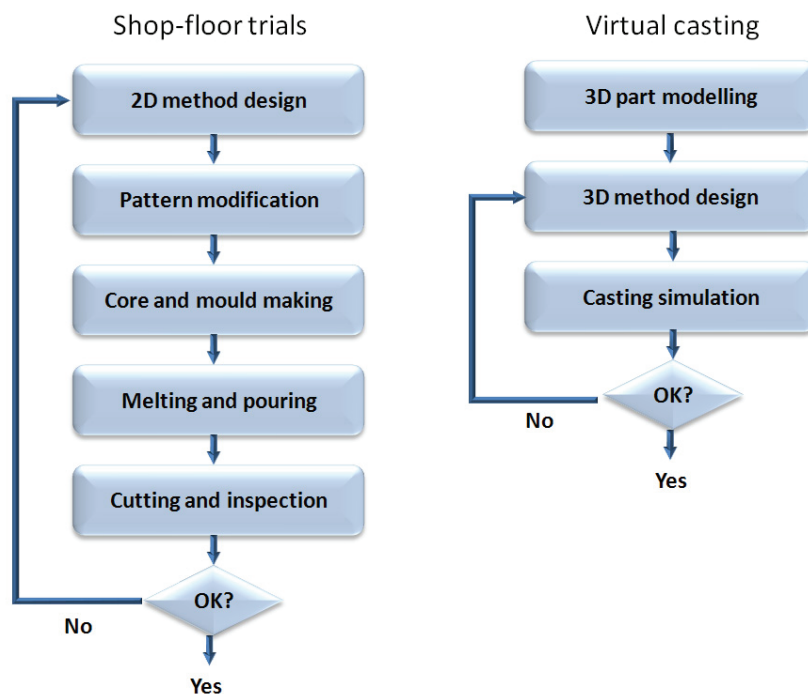 Shop-floor trials
2D method design
Pattern modification
Core and mould making
Melting and pouring
Cutting and inspection
OK?
No
Yes
Virtual casting
3D part modelling
3D method design
Casting simulation
OK?
No
Yes